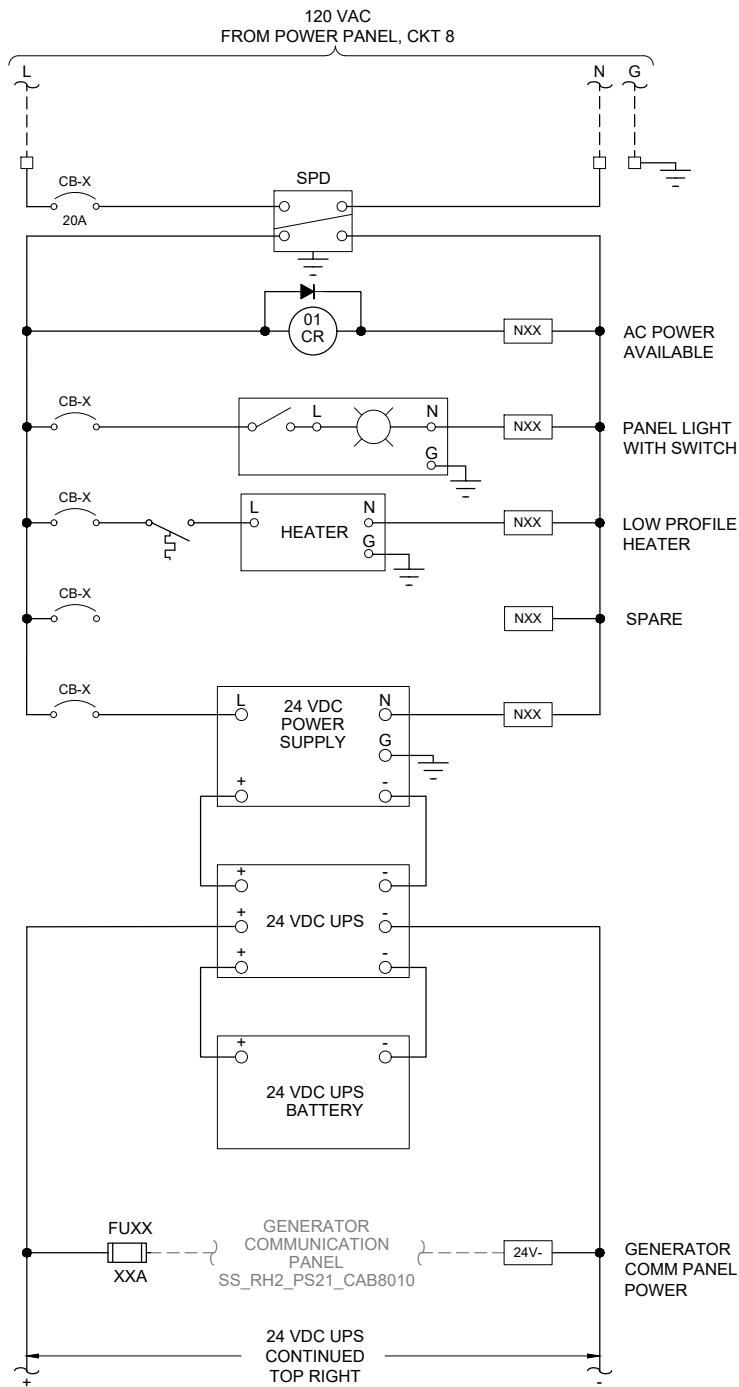 120 VAC
FROM POWER PANEL, CKT 8
L
N
G
CB-X
20A
SPD
01
CR
NXX
AC POWER
AVAILABLE
CB-X
L
N
G
NXX
PANEL LIGHT
WITH SWITCH
CB-X
L
HEATER
N
G
NXX
LOW PROFILE
HEATER
CB-X
NXX
SPARE
CB-X
L
24 VDC
POWER
SUPPLY
N
G
NXX
+
-
+
-
+
24 VDC UPS
-
+
-
+
-
24 VDC UPS
BATTERY
FUXX
XXA
GENERATOR
COMMUNICATION
PANEL
SS_RH2_PS21_CAB8010
24V-
GENERATOR
COMM PANEL
POWER
24 VDC UPS
CONTINUED
TOP RIGHT
+
-